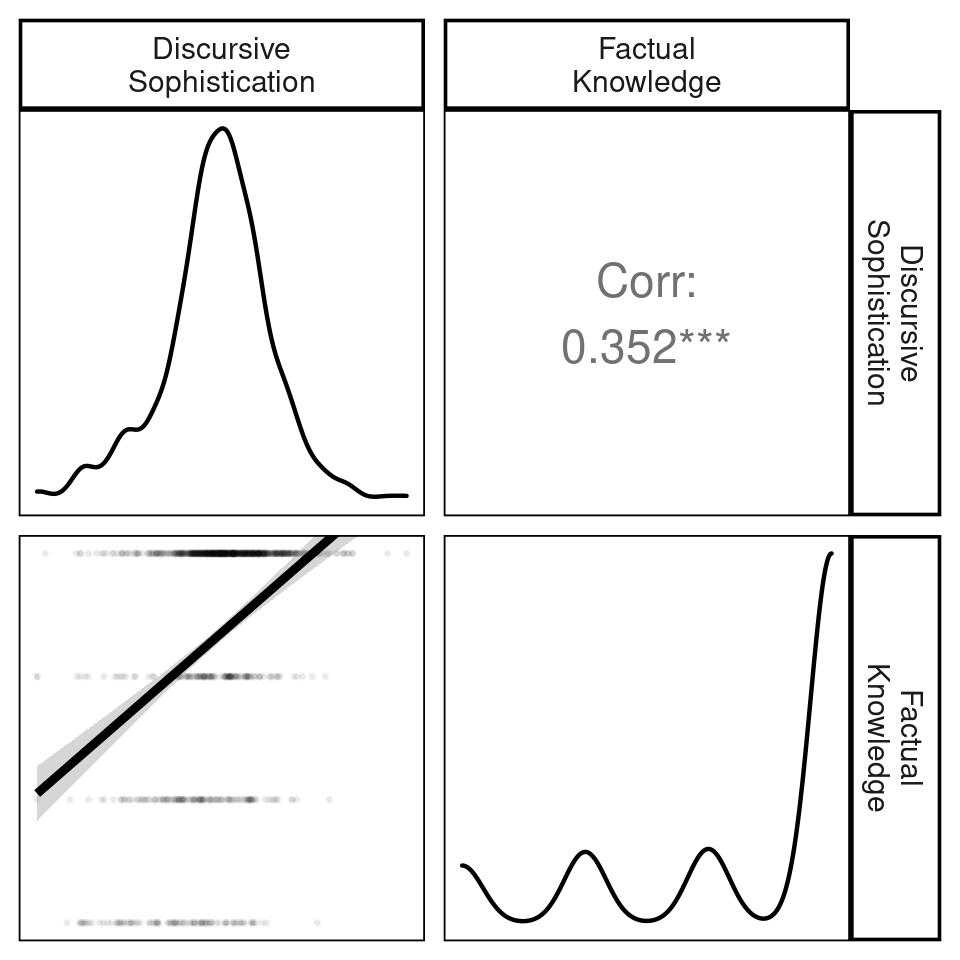 Discursive
Sophistication
Factual
Knowledge
Corr:
0.352***
Discursive
Sophistication
Factual
Knowledge